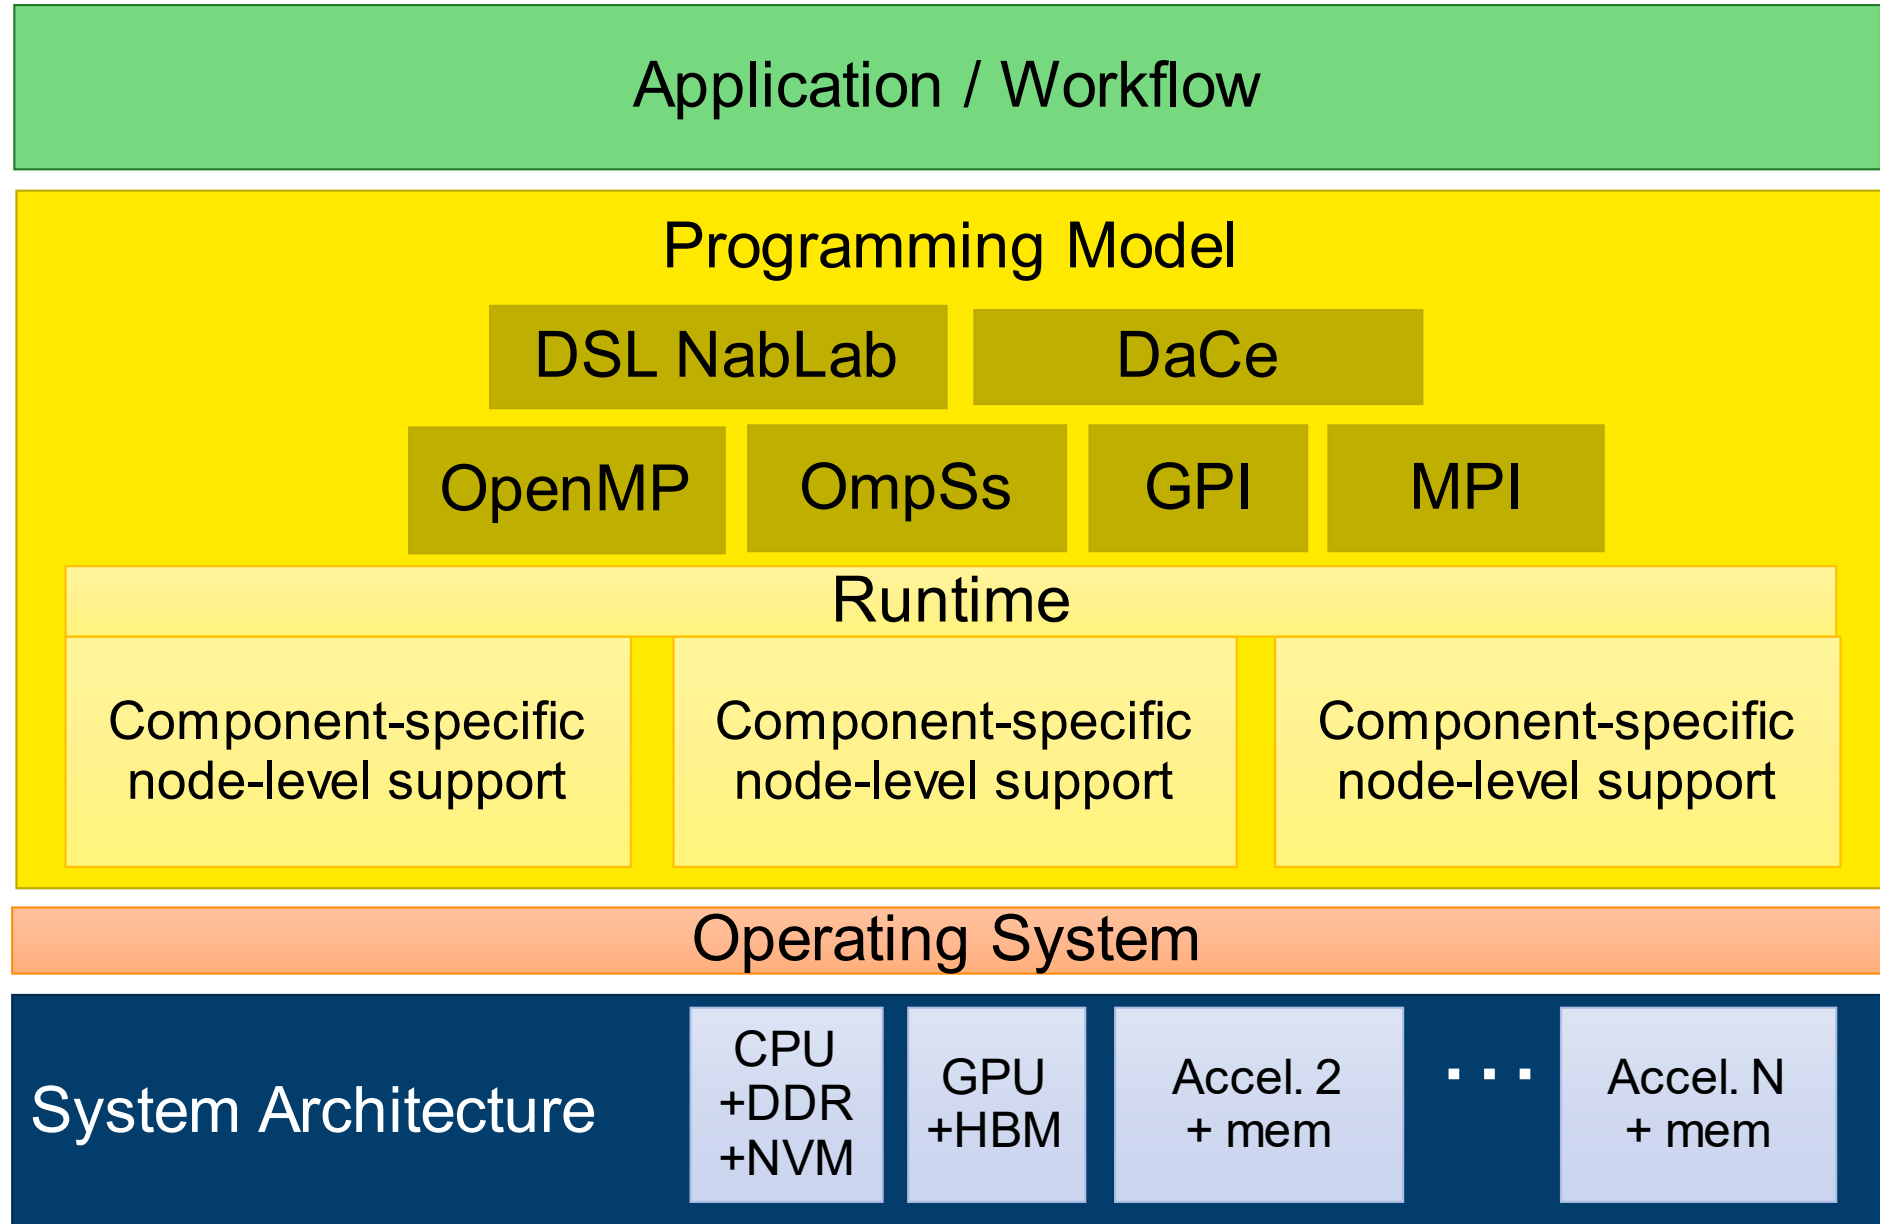 Application / Workflow
Programming Model
DSL NabLab
DaCe
OpenMP
OmpSs
GPI
MPI
Runtime
Component-specific
node-level support
Component-specific
node-level support
Component-specific
node-level support
Operating System
System Architecture
CPU
+DDR
+NVM
GPU
+HBM
Accel. 2
+ mem
...
Accel. N
+ mem